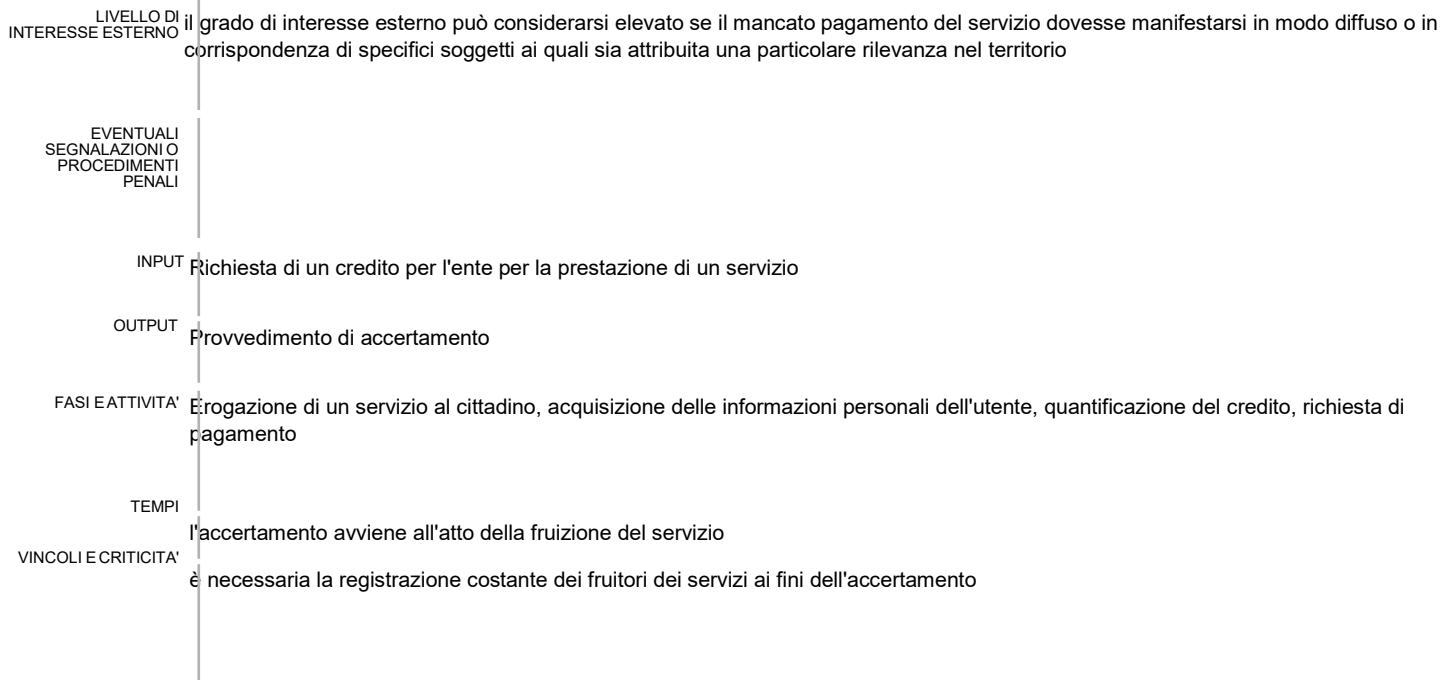 LIVELLO DI
INTERESSE ESTERNO
il grado di interesse esterno può considerarsi elevato se il mancato pagamento del servizio dovesse manifestarsi in modo diffuso o in
corrispondenza di specifici soggetti ai quali sia attribuita una particolare rilevanza nel territorio
EVENTUALI
SEGNALAZIONI O
PROCEDIMENTI
PENALI
INPUT
Richiesta di un credito per l'ente per la prestazione di un servizio
OUTPUT
Provvedimento di accertamento
FASI E ATTIVITA'
Erogazione di un servizio al cittadino, acquisizione delle informazioni personali dell'utente, quantificazione del credito, richiesta di
pagamento
TEMPI
l'accertamento avviene all'atto della fruizione del servizio
VINCOLI E CRITICITA'
è necessaria la registrazione costante dei fruitori dei servizi ai fini dell'accertamento